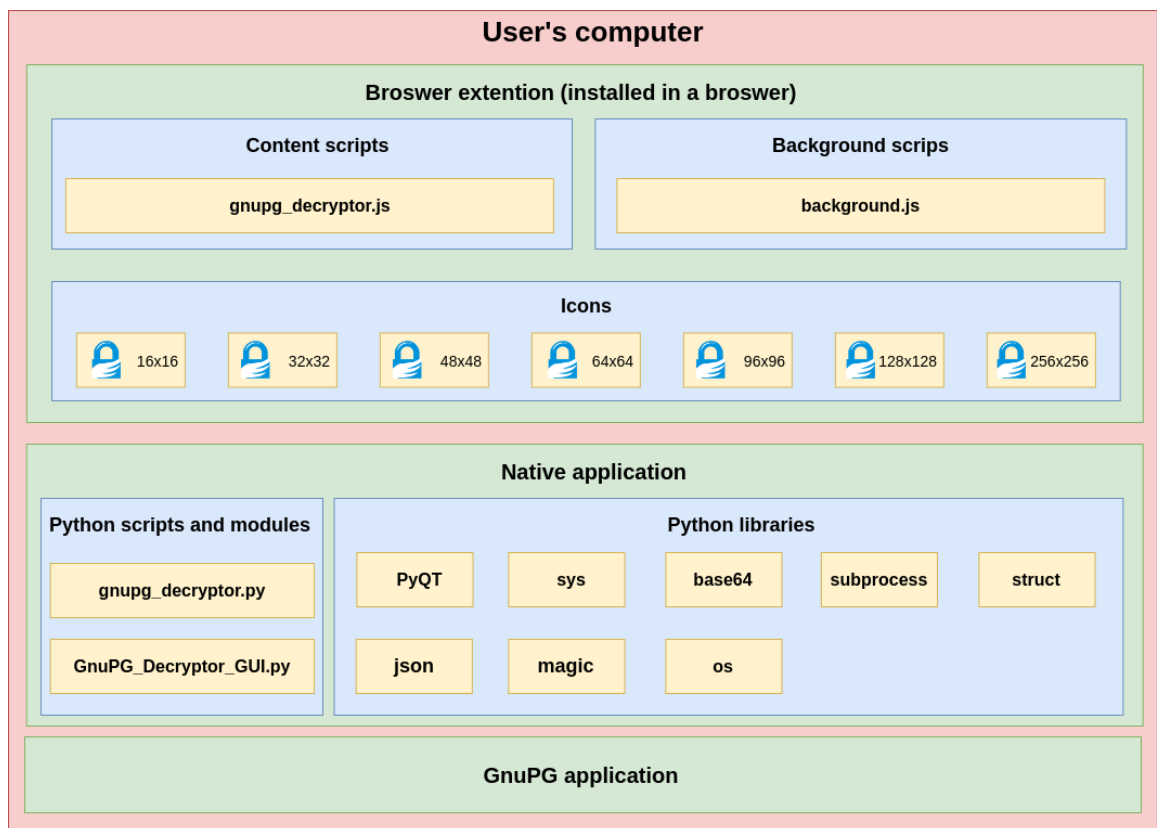 User's computer
Broswer extention (installed in a broswer)
Content scripts
Background scrips
gnupg_decryptor.js
background.js
Icons
16x16
32x32
48x48
64x64
96x96
128x128
256x256
Native application
Python scripts and modules
Python libraries
gnupg_decryptor.py
GnuPG_Decryptor_GUI.py
PyQT
sys
base64
subprocess
struct
json
magic
os
GnuPG application